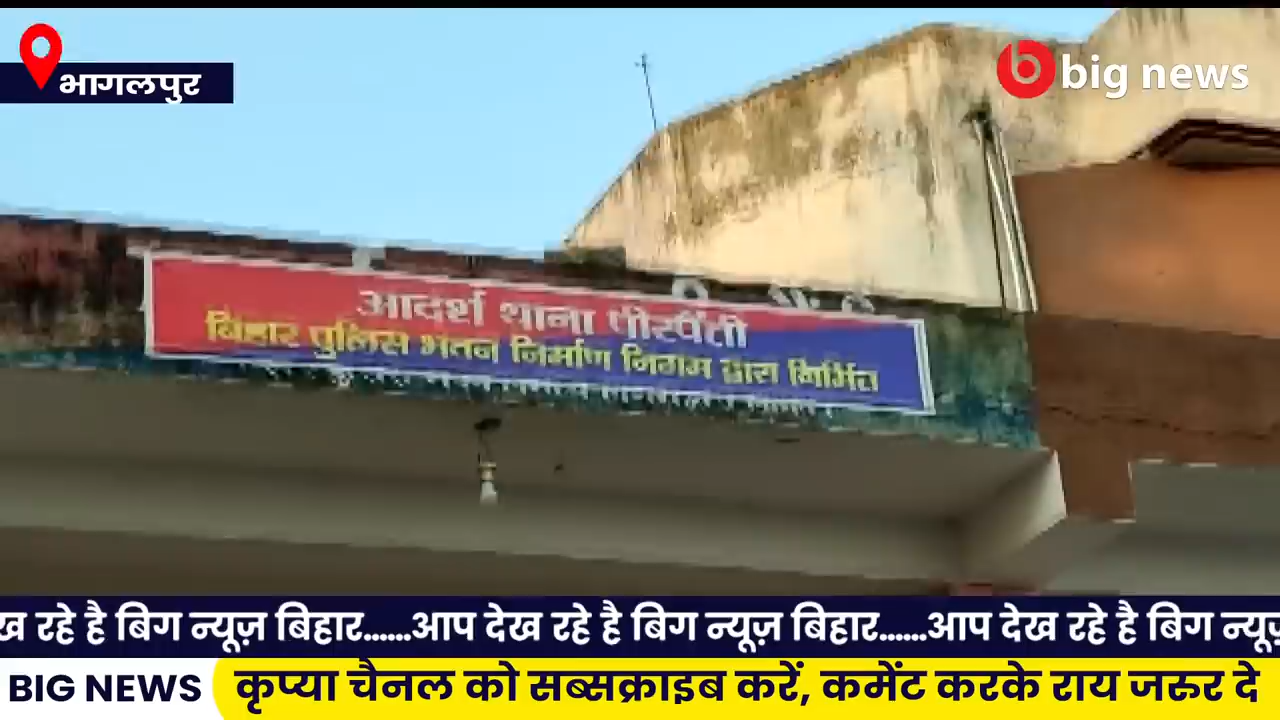 भागलपुर
big news
आदर्श थाना पीरपैंती
बिहार पुलिस भवन निर्माण निगम द्वारा निर्मित
ख रहे है बिग न्यूज़ बिहार......आप देख रहे है बिग न्यूज़ बिहार......आप देख रहे है बिग न्यूज़
BIG NEWS
कृप्या चैनल को सब्सक्राइब करें, कमेंट करके राय जरुर दे